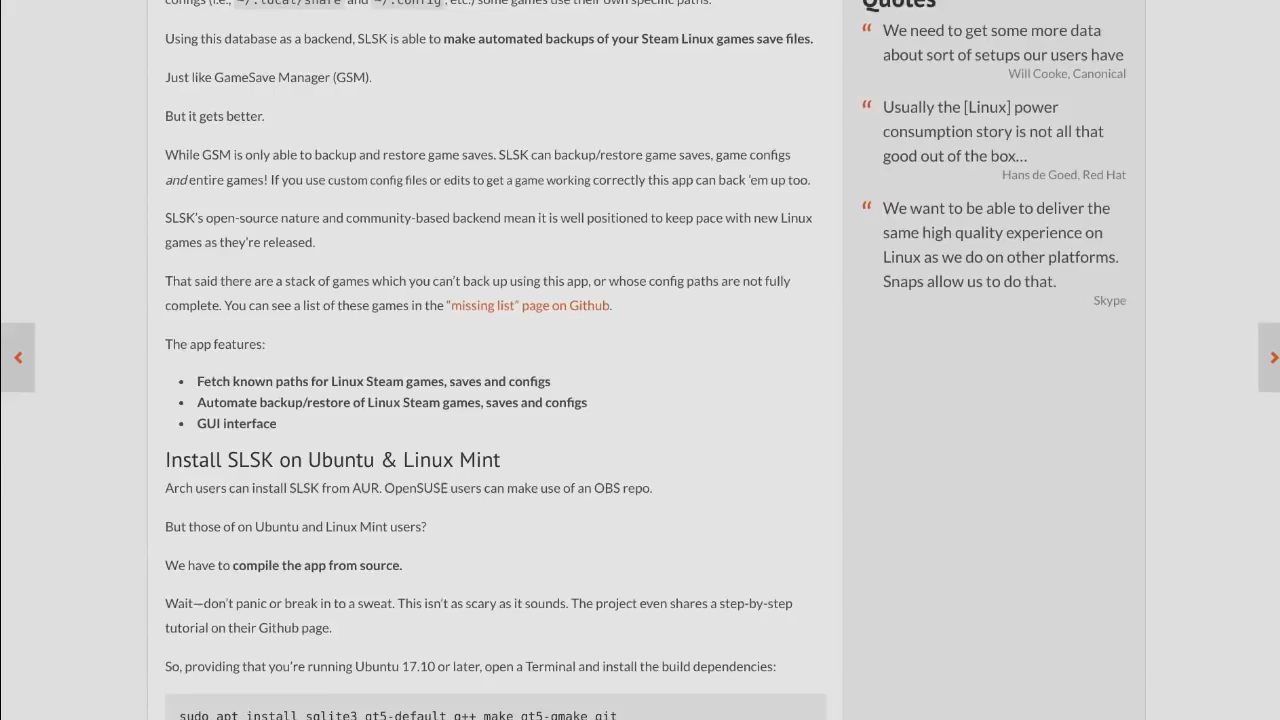 configs (i.e., ~/.local/share and ~/.config, etc.) some games use their own specific paths.
Using this database as a backend, SLSK is able to make automated backups of your Steam Linux games save files.
Just like GameSave Manager (GSM).
But it gets better.
While GSM is only able to backup and restore game saves. SLSK can backup/restore game saves, game configs
and entire games! If you use custom config files or edits to get a game working correctly this app can back ‘em up too.
SLSK’s open-source nature and community-based backend mean it is well positioned to keep pace with new Linux
games as they’re released.
That said there are a stack of games which you can’t back up using this app, or whose config paths are not fully
complete. You can see a list of these games in the “missing list” page on Github.
The app features:
• Fetch known paths for Linux Steam games, saves and configs
• Automate backup/restore of Linux Steam games, saves and configs
• GUI interface
Install SLSK on Ubuntu & Linux Mint
Arch users can install SLSK from AUR. OpenSUSE users can make use of an OBS repo.
But those of on Ubuntu and Linux Mint users?
We have to compile the app from source.
Wait—don’t panic or break in to a sweat. This isn’t as scary as it sounds. The project even shares a step-by-step
tutorial on their Github page.
So, providing that you’re running Ubuntu 17.10 or later, open a Terminal and install the build dependencies:
sudo apt install sqlite3 qt5-default g++ make qt5-qmake git
Quotes
“ We need to get some more data
about sort of setups our users have
Will Cooke, Canonical
“ Usually the [Linux] power
consumption story is not all that
good out of the box…
Hans de Goed, Red Hat
“ We want to be able to deliver the
same high quality experience on
Linux as we do on other platforms.
Snaps allow us to do that.
Skype